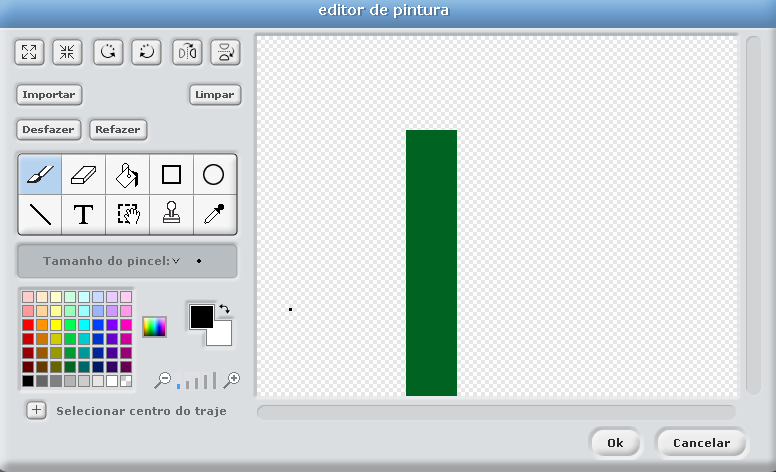 editor de pintura
Importar
Limpar
Desfazer
Refazer
T
Tamanho do pincel:
Selecionar centro do traje
Ok
Cancelar